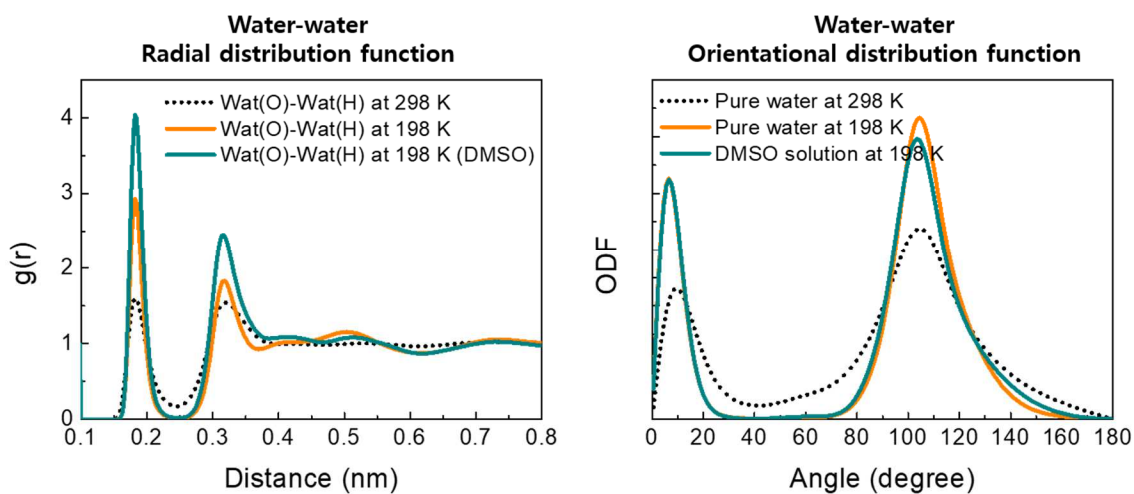 Water-water
Radial distribution function
Wat(O)-Wat(H) at 298 K
Wat(O)-Wat(H) at 198 K
Wat(O)-Wat(H) at 198 K (DMSO)
g(r)
4
3
2
1
0
0.1 0.2 0.3 0.4 0.5 0.6 0.7 0.8
Distance (nm)
Water-water
Orientational distribution function
Pure water at 298 K
Pure water at 198 K
DMSO solution at 198 K
ODF
0 20 40 60 80 100 120 140 160 180
Angle (degree)